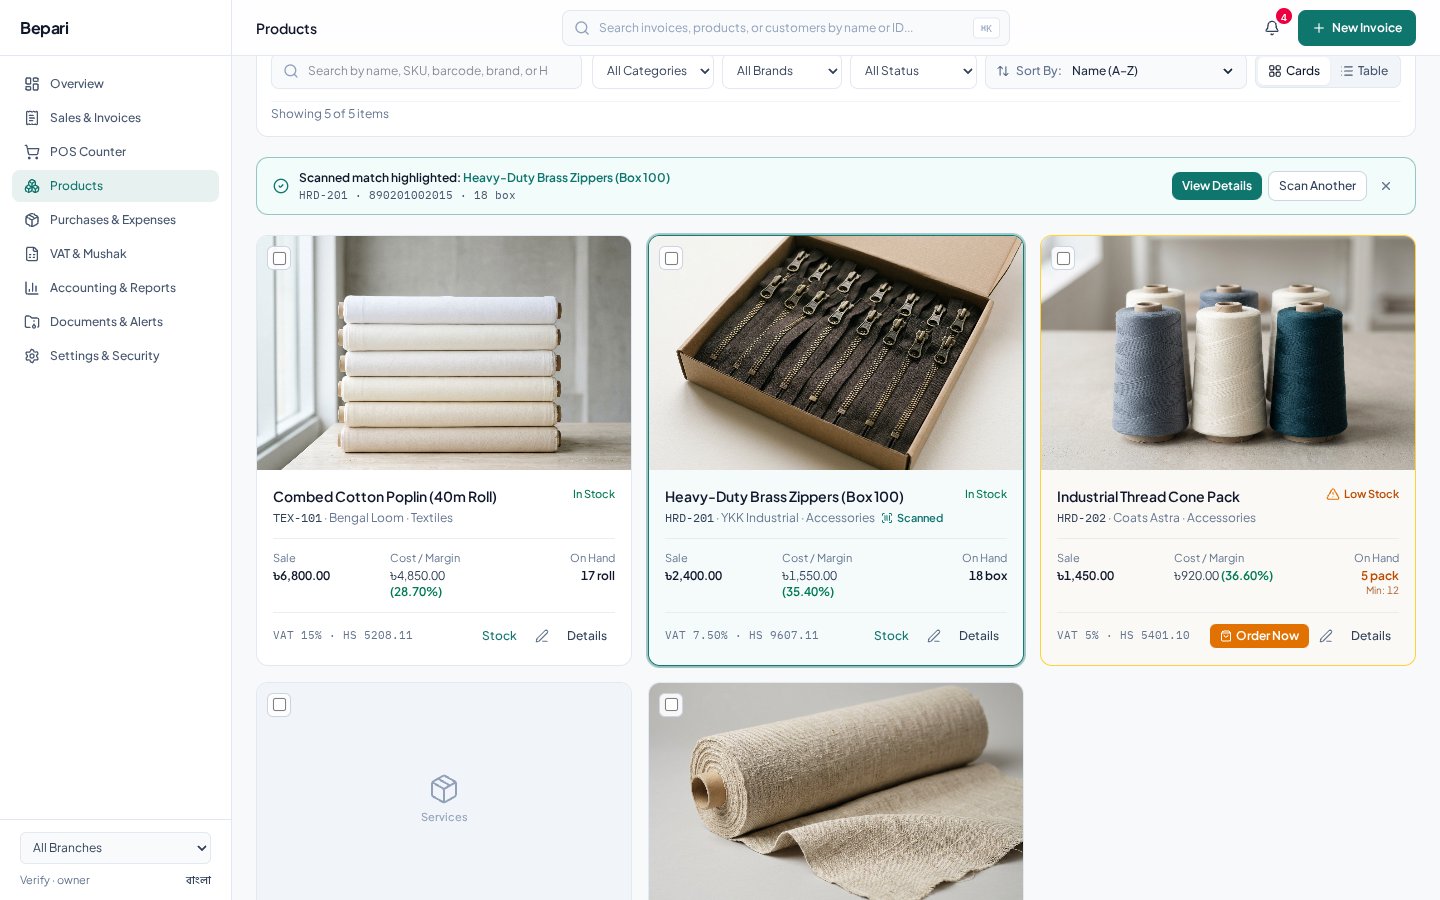 Bepari
Products
Search invoices, products, or customers by name or ID...
⌘K
4
New Invoice
Overview
Sales & Invoices
POS Counter
Products
Purchases & Expenses
VAT & Mushak
Accounting & Reports
Documents & Alerts
Settings & Security
All Branches
Verify · owner
বাংলা
Search by name, SKU, barcode, brand, or H
All Categories
All Brands
All Status
Sort By: Name (A–Z)
Cards
Table
Showing 5 of 5 items
Scanned match highlighted: Heavy-Duty Brass Zippers (Box 100)
HRD-201 · 890201002015 · 18 box
View Details
Scan Another
Combed Cotton Poplin (40m Roll)
In Stock
TEX-101 · Bengal Loom · Textiles
Sale
Cost / Margin
On Hand
৳6,800.00
৳4,850.00
(28.70%)
17 roll
VAT 15% · HS 5208.11
Stock
Details
Heavy-Duty Brass Zippers (Box 100)
In Stock
HRD-201 · YKK Industrial · Accessories
Scanned
Sale
Cost / Margin
On Hand
৳2,400.00
৳1,550.00
(35.40%)
18 box
VAT 7.50% · HS 9607.11
Stock
Details
Industrial Thread Cone Pack
Low Stock
HRD-202 · Coats Astra · Accessories
Sale
Cost / Margin
On Hand
৳1,450.00
৳920.00 (36.60%)
5 pack
Min: 12
VAT 5% · HS 5401.10
Order Now
Details
Services